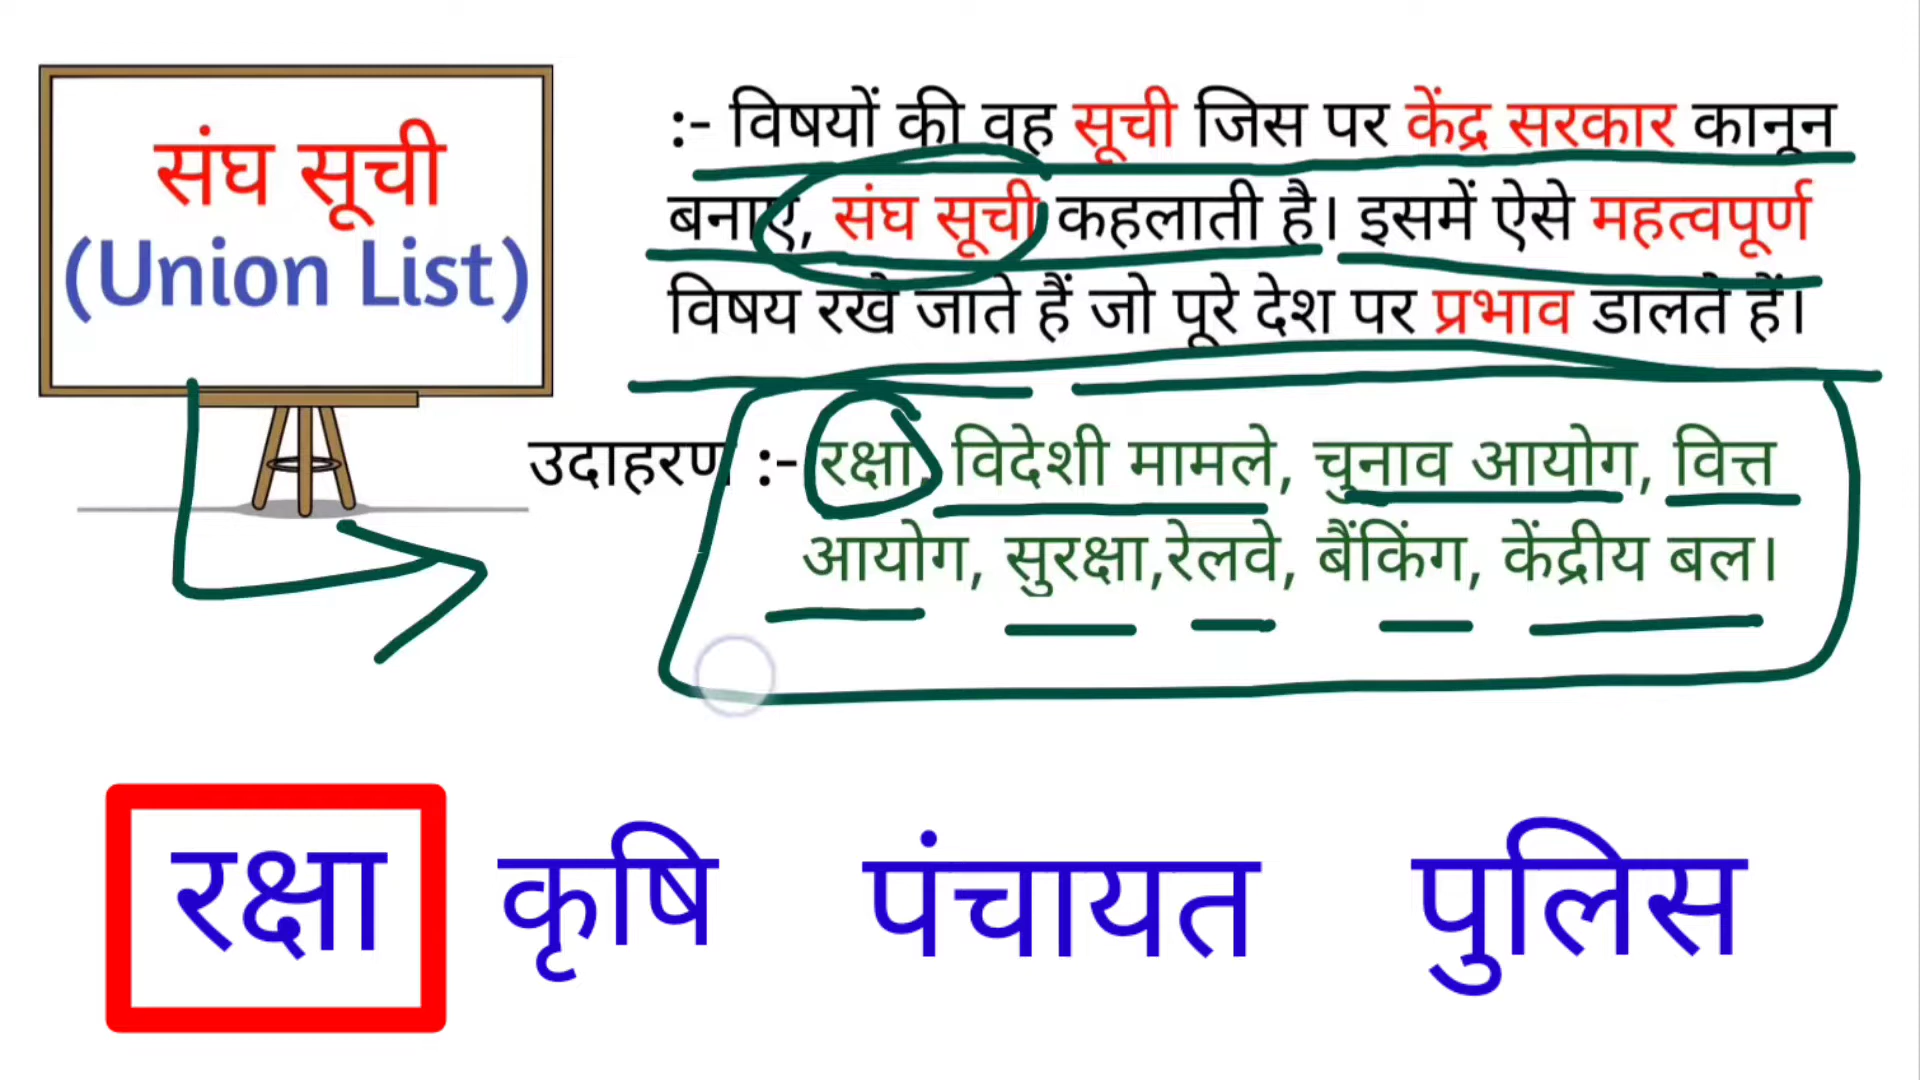 संघ सूची
(Union List)
:- विषयों की वह सूची जिस पर केंद्र सरकार कानून
बनाए, संघ सूची कहलाती है। इसमें ऐसे महत्वपूर्ण
विषय रखे जाते हैं जो पूरे देश पर प्रभाव डालते हैं।
उदाहरण :- रक्षा, विदेशी मामले, चुनाव आयोग, वित्त
आयोग, सुरक्षा,रेलवे, बैंकिंग, केंद्रीय बल।
रक्षा कृषि पंचायत पुलिस